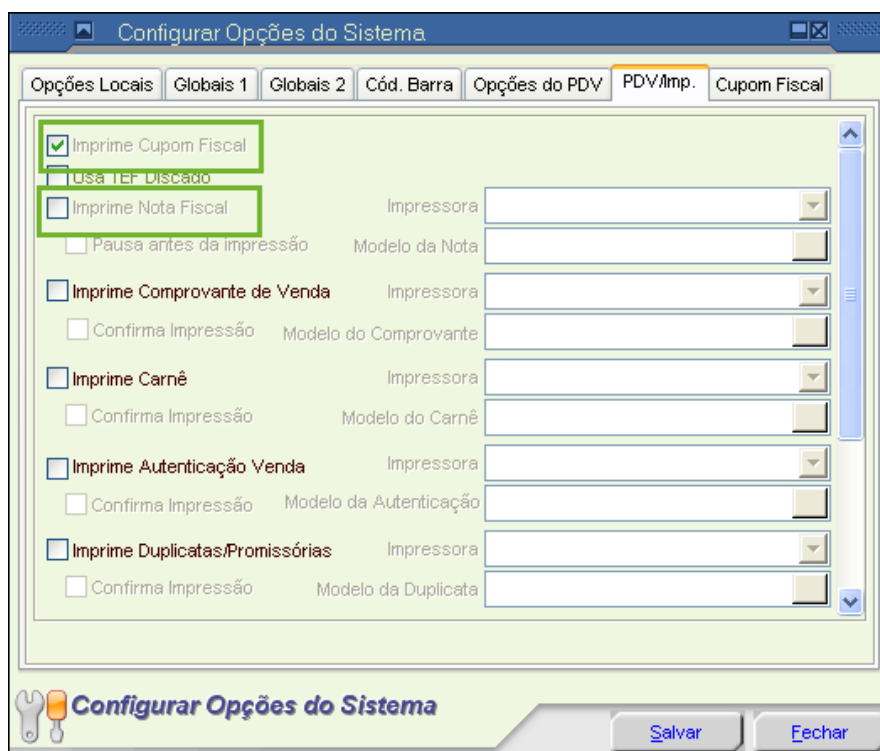 Configurar Opções do Sistema
Opções Locais Globais 1 Globais 2 Cód. Barra Opções do PDV PDV/Imp. Cupom Fiscal
Imprime Cupom Fiscal
Usa TEF Discado
Imprime Nota Fiscal Impressora
Pausa antes da impressão Modelo da Nota
Imprime Comprovante de Venda Impressora
Confirma Impressão Modelo do Comprovante
Imprime Carnê Impressora
Confirma Impressão Modelo do Carnê
Imprime Autenticação Venda Impressora
Confirma Impressão Modelo da Autenticação
Imprime Duplicatas/Promissórias Impressora
Confirma Impressão Modelo da Duplicata
Configurar Opções do Sistema
Salvar Fechar